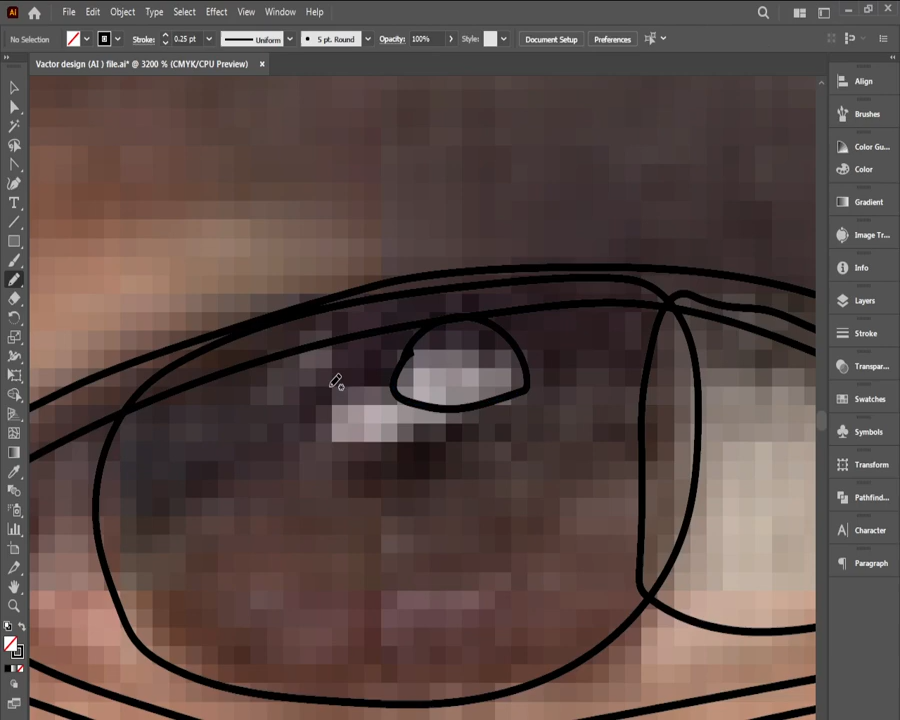 Ai File Edit Object Type Select Effect View Window Help
No Selection Stroke: 0.25 pt Uniform 5 pt. Round Opacity: 100% Style: Document Setup Preferences
Vactor design (AI ) file.ai* @ 3200 % (CMYK/CPU Preview)
Align
Brushes
Color Gu...
Color
Gradient
Image Tr...
Info
Layers
Stroke
Transpar...
Swatches
Symbols
Transform
Pathfind...
Character
Paragraph